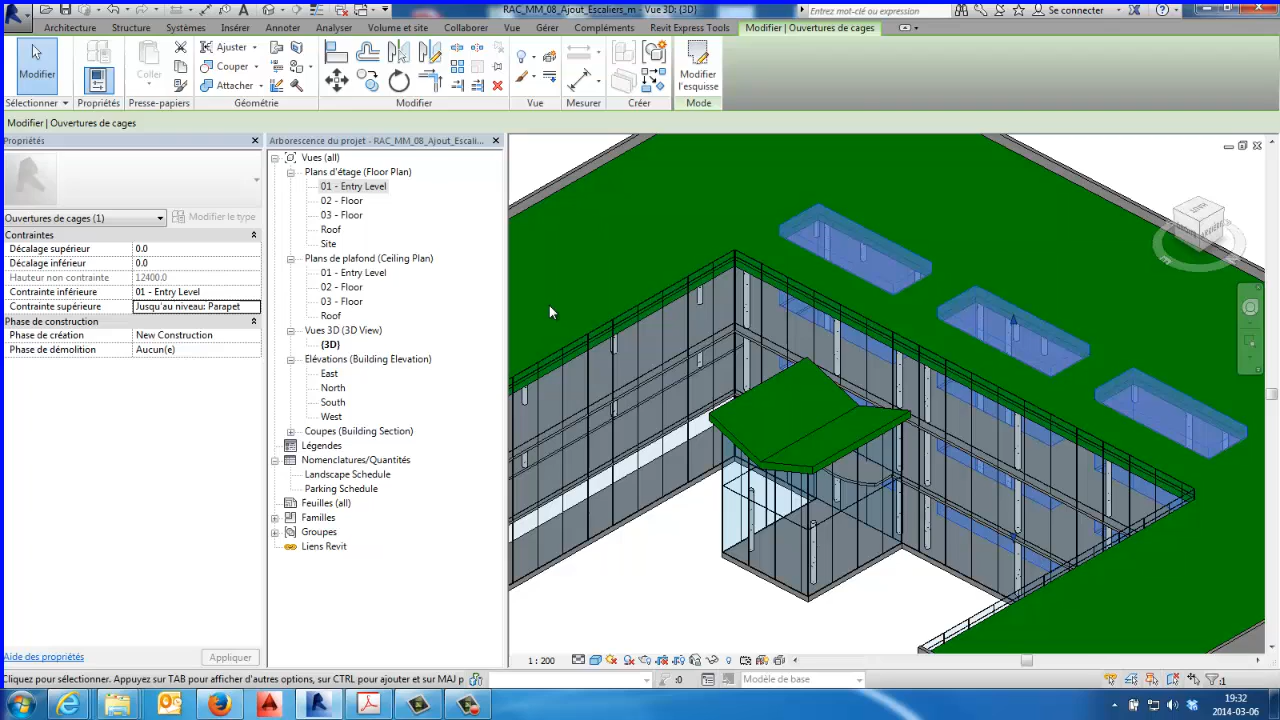 RAC_MM_08_Ajout_Escaliers_m - Vue 3D: {3D}
Entrez mot-clé ou expression
Se connecter
Architecture
Structure
Systèmes
Insérer
Annoter
Analyser
Volume et site
Collaborer
Vue
Gérer
Compléments
Revit Express Tools
Modifier | Ouvertures de cages
Modifier
Coller
Ajuster
Couper
Attacher
Modifier
l'esquisse
Sélectionner
Propriétés
Presse-papiers
Géométrie
Modifier
Vue
Mesurer
Créer
Mode
Modifier | Ouvertures de cages
Propriétés
Ouvertures de cages (1)
Modifier le type
Contraintes
Décalage supérieur 0.0
Décalage inférieur 0.0
Hauteur non contrainte 12400.0
Contrainte inférieure 01 - Entry Level
Contrainte supérieure Jusqu'au niveau: Parapet
Phase de construction
Phase de création New Construction
Phase de démolition Aucun(e)
Aide des propriétés
Appliquer
Arborescence du projet - RAC_MM_08_Ajout_Escali...
Vues (all)
Plans d'étage (Floor Plan)
01 - Entry Level
02 - Floor
03 - Floor
Roof
Site
Plans de plafond (Ceiling Plan)
01 - Entry Level
02 - Floor
03 - Floor
Roof
Vues 3D (3D View)
{3D}
Elévations (Building Elevation)
East
North
South
West
Coupes (Building Section)
Légendes
Nomenclatures/Quantités
Landscape Schedule
Parking Schedule
Feuilles (all)
Familles
Groupes
Liens Revit
1 : 200
Cliquez pour sélectionner. Appuyez sur TAB pour afficher d'autres options, sur CTRL pour ajouter et sur MAJ p
:0
Modèle de base
:1
19:32
2014-03-06